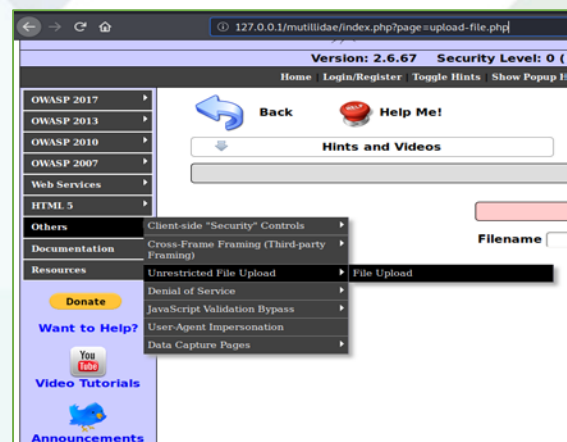 127.0.0.1/mutillidae/index.php?page=upload-file.php
Version: 2.6.67 Security Level: 0 (
Home Login/Register Toggle Hints Show Popup H
OWASP 2017
OWASP 2013
OWASP 2010
OWASP 2007
Web Services
HTML 5
Others
Documentation
Resources
Back
Help Me!
Hints and Videos
Filename
Client-side "Security" Controls
Cross-Frame Framing (Third-party
Framing)
Unrestricted File Upload
File Upload
Denial of Service
JavaScript Validation Bypass
User-Agent Impersonation
Data Capture Pages
Donate
Want to Help?
You
Tube
Video Tutorials
Announcements